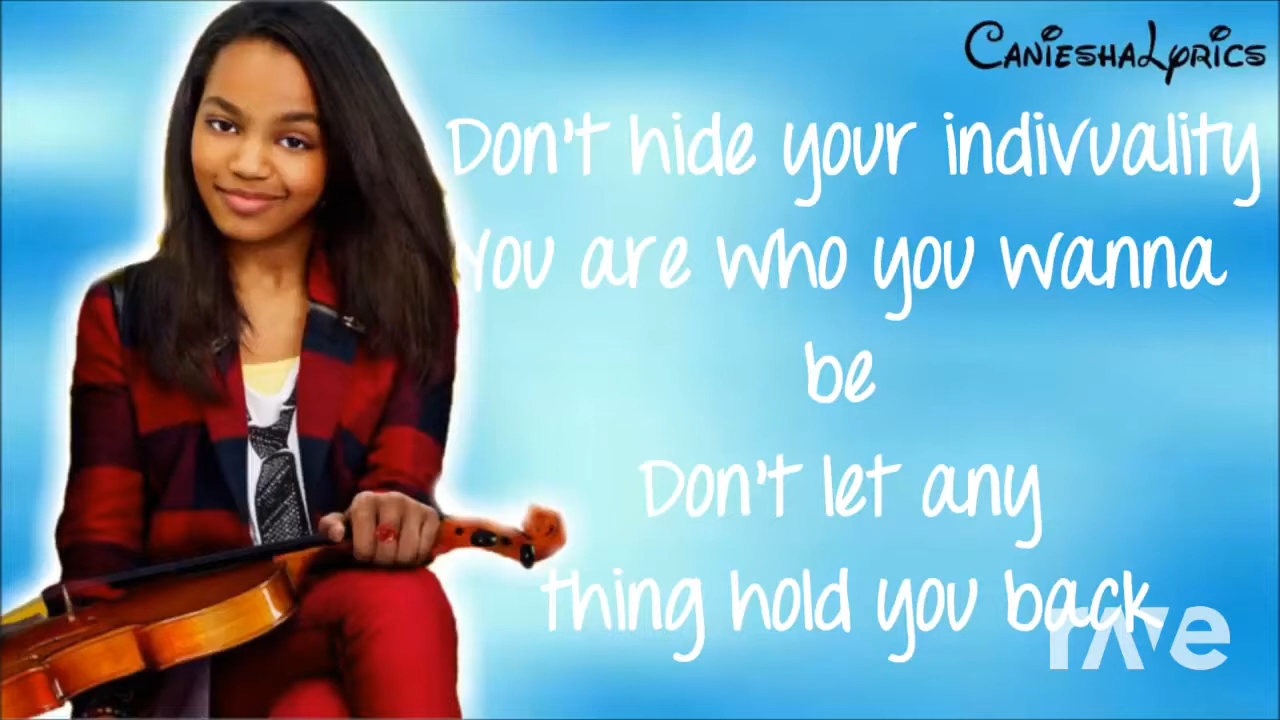 CanieshaLyrics
Don't hide your indivuality
You are who you wanna
be
Don't let any
thing hold you back
rave